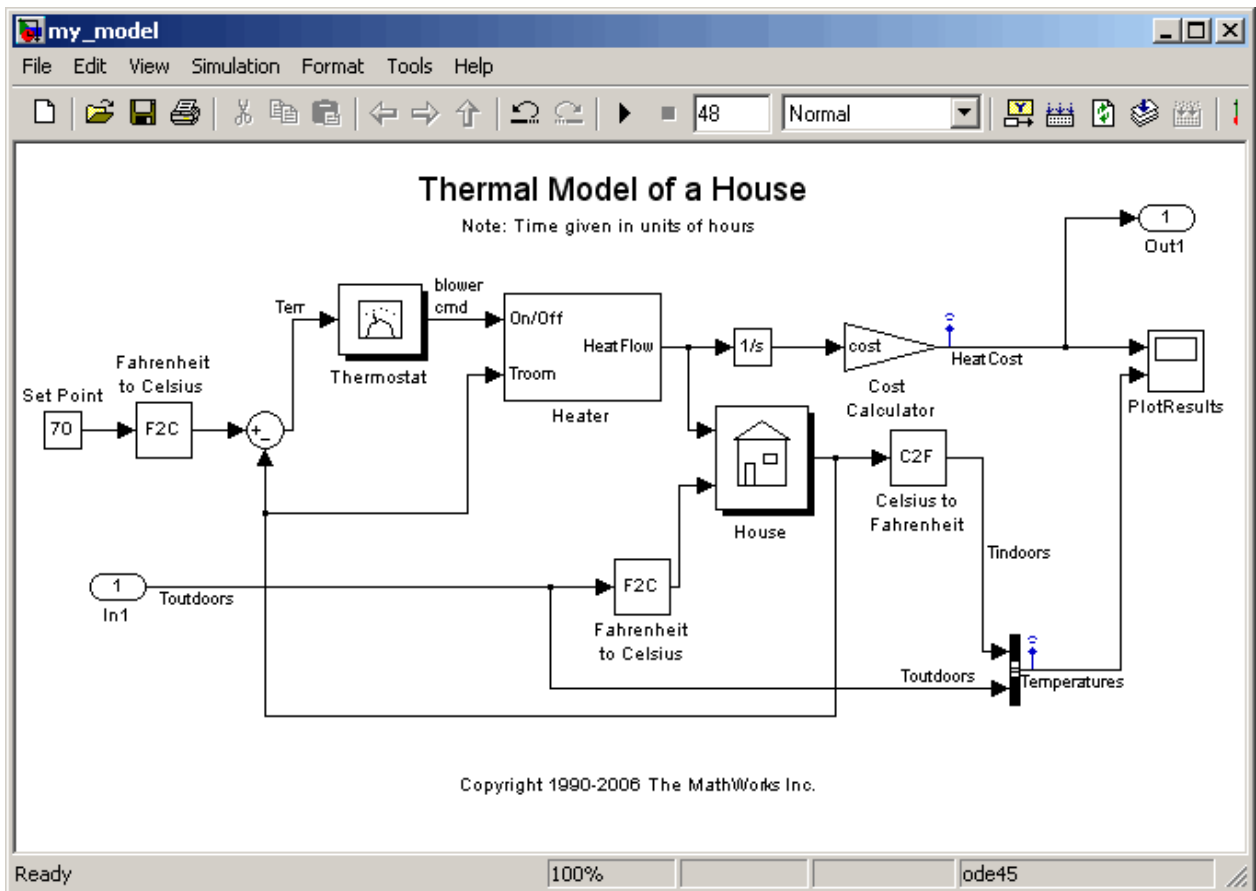 my_model
File Edit View Simulation Format Tools Help
48 Normal
Thermal Model of a House
Note: Time given in units of hours
1
Out1
Terr
blower
cmd
On/Off
HeatFlow
Troom
Heater
Thermostat
1/s
cost
Cost
Calculator
HeatCost
PlotResults
Fahrenheit
to Celsius
Set Point
70
F2C
+
-
House
C2F
Celsius to
Fahrenheit
Tindoors
1
In1
Toutdoors
F2C
Fahrenheit
to Celsius
Toutdoors
Temperatures
Copyright 1990-2006 The MathWorks Inc.
Ready 100% ode45